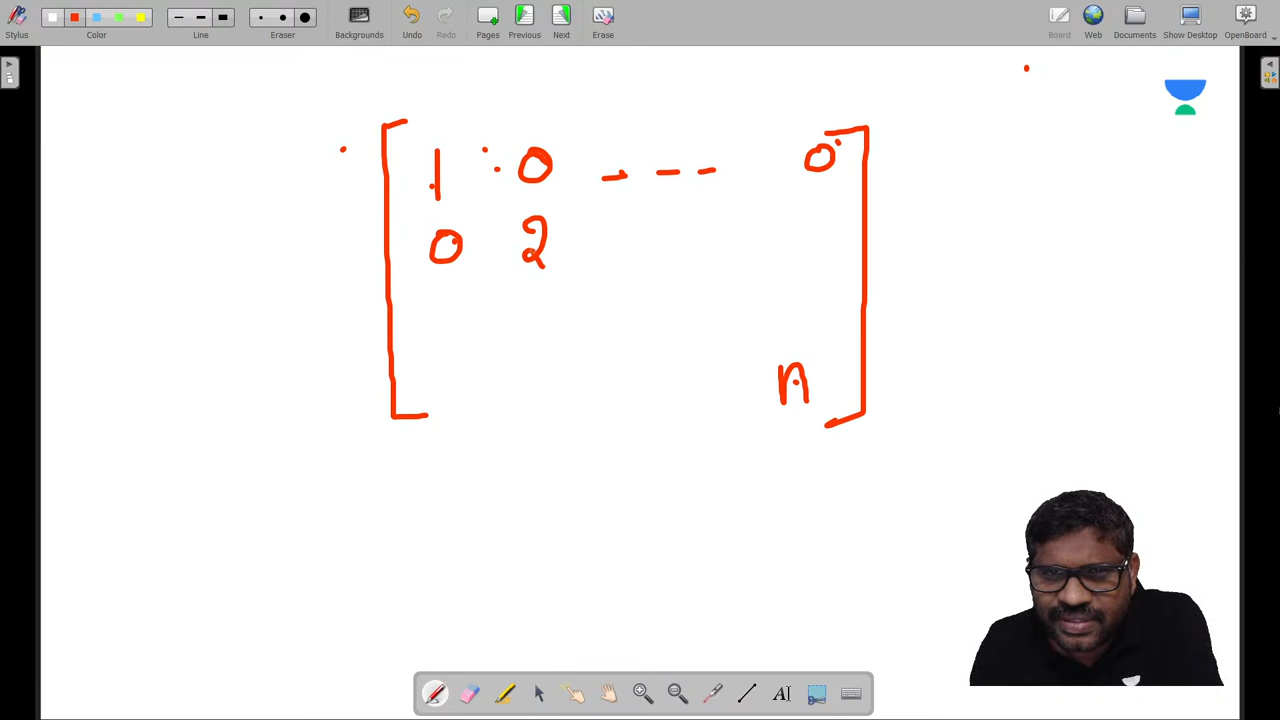 Stylus Color Line Eraser Backgrounds Undo Redo Pages Previous Next Erase Board Web Documents Show Desktop OpenBoard
1 0 - - - 0
0 2
n
AI